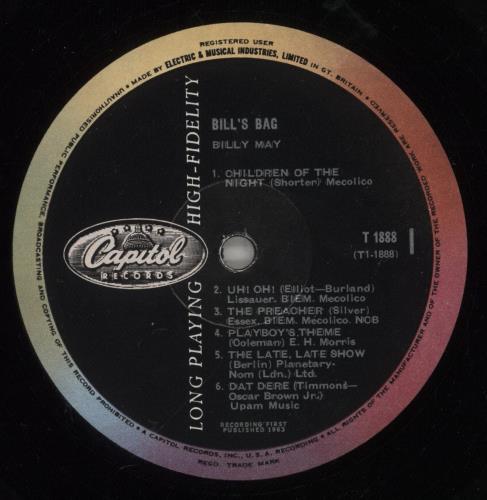 REGISTERED USER
• MADE BY ELECTRIC & MUSICAL INDUSTRIES, LIMITED IN GT. BRITAIN •
UNAUTHORISED PUBLIC PERFORMANCE, BROADCASTING AND COPYING OF THIS RECORD PROHIBITED •
ALL RIGHTS OF THE MANUFACTURER AND OF THE OWNER OF THE RECORDED WORK RESERVED
A CAPITOL RECORDS, INC., U.S.A. RECORDING •
REGD. TRADE MARK
LONG PLAYING HIGH-FIDELITY
Capitol
RECORDS
BILL'S BAG
BILLY MAY
1. CHILDREN OF THE
NIGHT (Shorten) Mecolico
T 1888
1
(T1-1888)
2. UH! OH! (Elliot—Burland)
Lissauer. BIEM. Mecolico
3. THE PREACHER (Silver)
Essex. BIEM. Mecolico. NCB
4. PLAYBOY'S THEME
(Coleman) E. H. Morris
5. THE LATE, LATE SHOW
(Berlin) Planetary-
Nom (Ldn.) Ltd.
6. DAT DERE (Timmons—
Oscar Brown Jr.)
Upam Music
RECORDING FIRST
PUBLISHED 1963